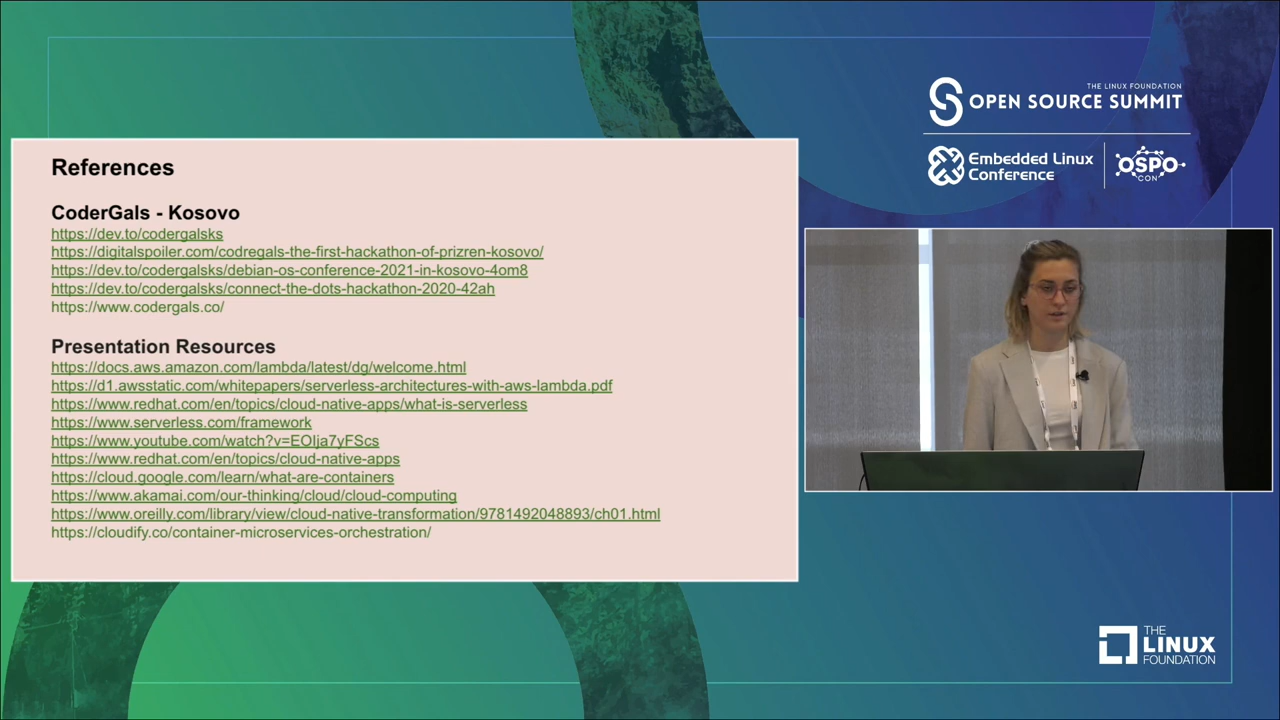 THE LINUX FOUNDATION
OPEN SOURCE SUMMIT
Embedded Linux
Conference
OSPO
CON
References
CoderGals - Kosovo
https://dev.to/codergalsks
https://digitalspoiler.com/codregals-the-first-hackathon-of-prizren-kosovo/
https://dev.to/codergalsks/debian-os-conference-2021-in-kosovo-4om8
https://dev.to/codergalsks/connect-the-dots-hackathon-2020-42ah
https://www.codergals.co/
Presentation Resources
https://docs.aws.amazon.com/lambda/latest/dg/welcome.html
https://d1.awsstatic.com/whitepapers/serverless-architectures-with-aws-lambda.pdf
https://www.redhat.com/en/topics/cloud-native-apps/what-is-serverless
https://www.serverless.com/framework
https://www.youtube.com/watch?v=EOIja7yFScs
https://www.redhat.com/en/topics/cloud-native-apps
https://cloud.google.com/learn/what-are-containers
https://www.akamai.com/our-thinking/cloud/cloud-computing
https://www.oreilly.com/library/view/cloud-native-transformation/9781492048893/ch01.html
https://cloudify.co/container-microservices-orchestration/
THE
LINUX
FOUNDATION